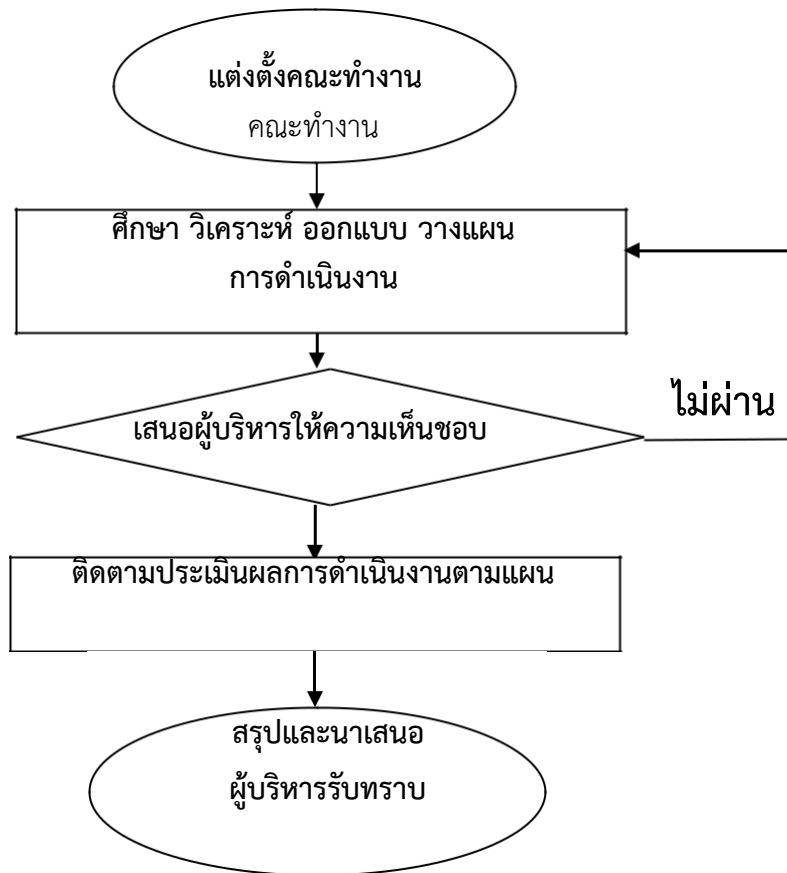 แต่งตั้งคณะทำงาน
คณะทำงาน
ศึกษา วิเคราะห์ ออกแบบ วางแผน
การดำเนินงาน
เสนอผู้บริหารให้ความเห็นชอบ
ไม่ผ่าน
ติดตามประเมินผลการดำเนินงานตามแผน
สรุปและนาเสนอ
ผู้บริหารรับทราบ